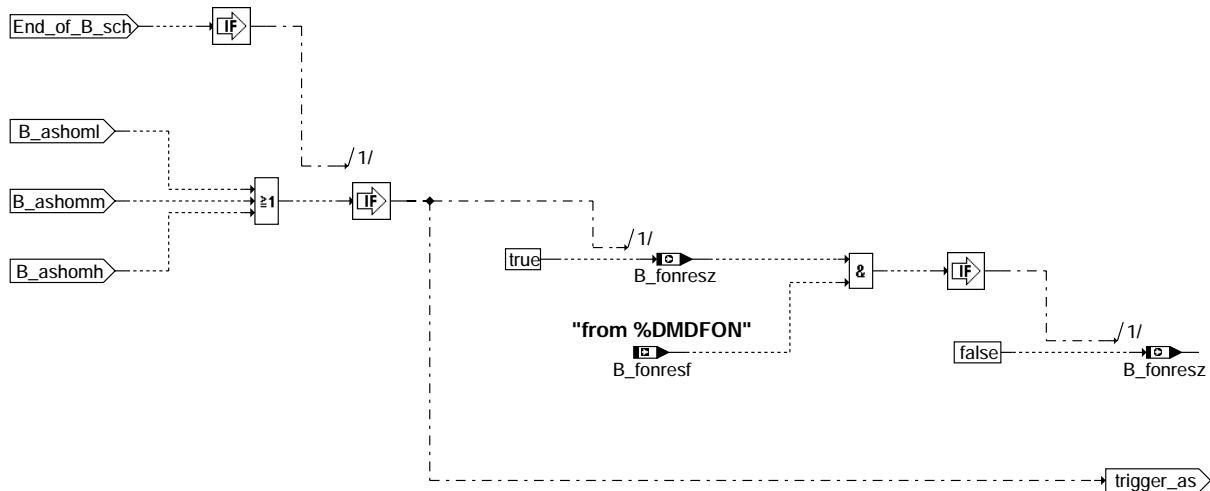 End_of_B_sch
IF
B_ashoml
/1/
B_ashomm
≧1
IF
B_ashomh
/1/
true
B_fonresz
&
IF
"from %DMDFON"
/1/
B_fonresf
false
B_fonresz
trigger_as